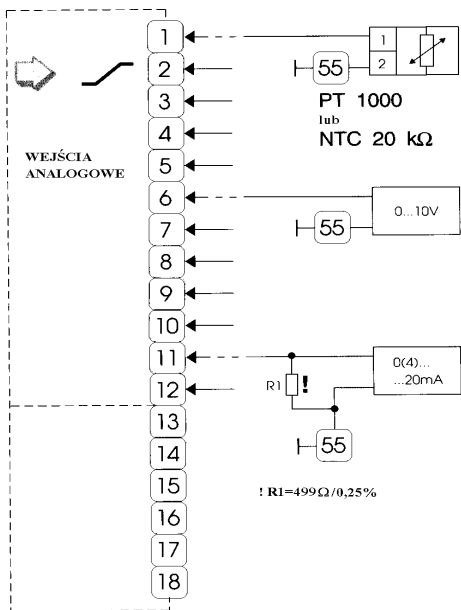 1
1
2
2
55
3
PT 1000
lub
4
NTC 20 kΩ
WEJŚCIA
ANALOGOWE
5
6
0...10V
7
55
8
9
10
11
0(4)...
...20mA
R1 !
12
13
55
14
15
! R1=499Ω/0,25%
16
17
18